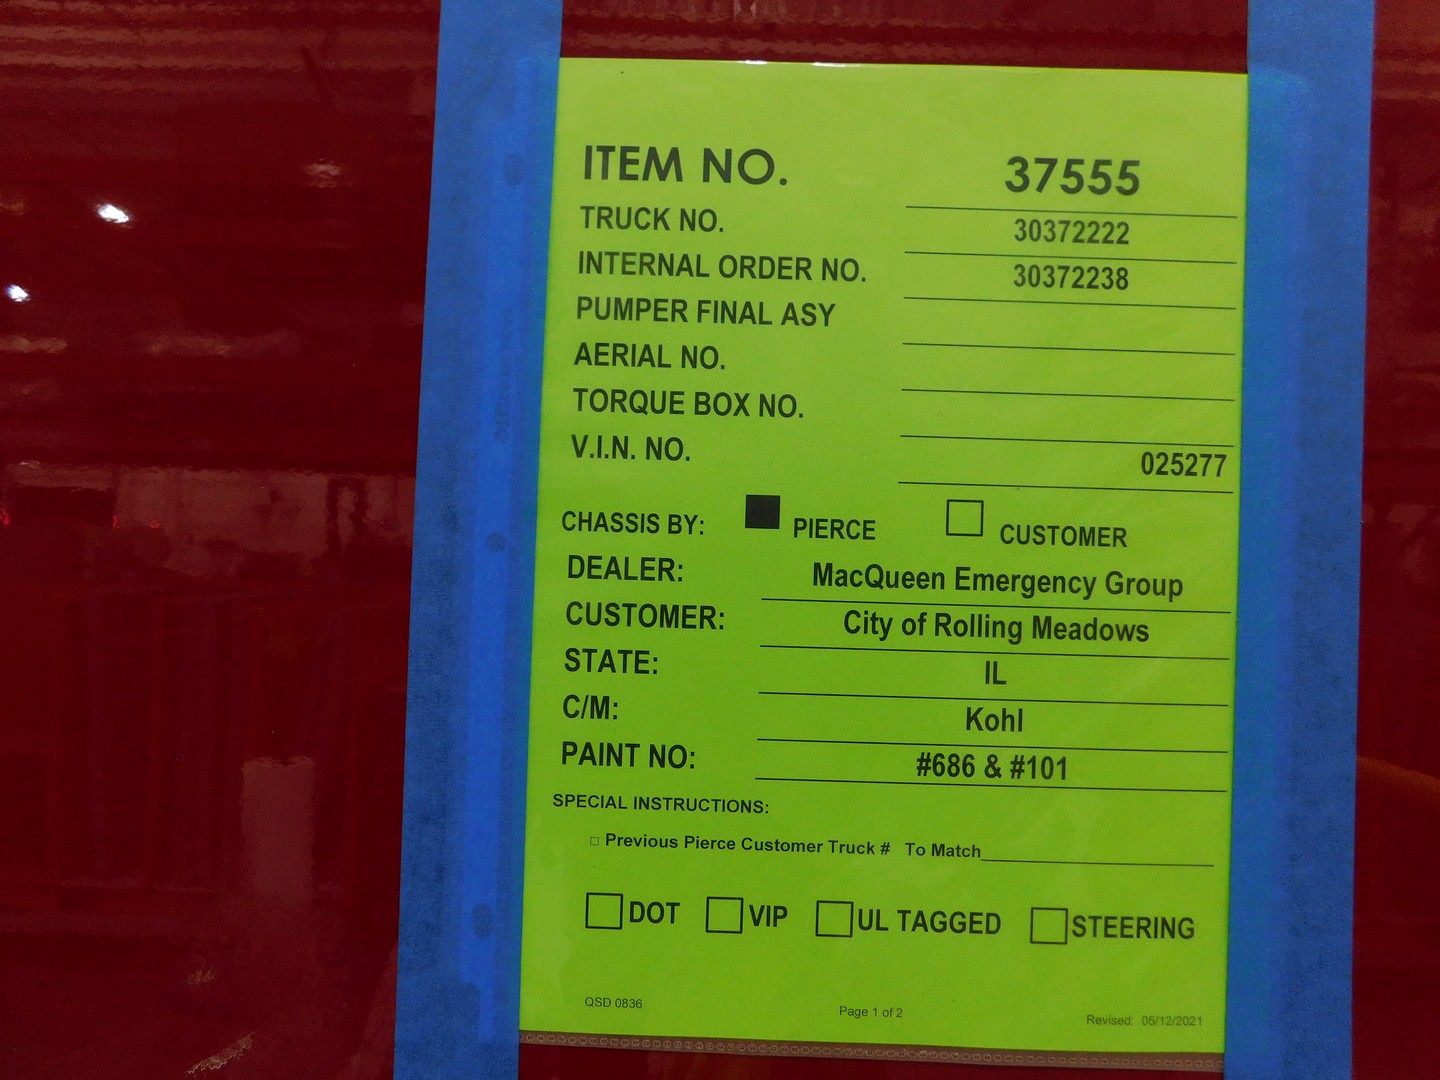 ITEM NO. 37555
TRUCK NO. 30372222
INTERNAL ORDER NO. 30372238
PUMPER FINAL ASY
AERIAL NO.
TORQUE BOX NO.
V.I.N. NO. 025277
CHASSIS BY: PIERCE CUSTOMER
DEALER: MacQueen Emergency Group
CUSTOMER: City of Rolling Meadows
STATE: IL
C/M: Kohl
PAINT NO: #686 & #101
SPECIAL INSTRUCTIONS:
Previous Pierce Customer Truck # To Match
DOT VIP UL TAGGED STEERING
QSD 0836 Page 1 of 2 Revised: 05/12/2021